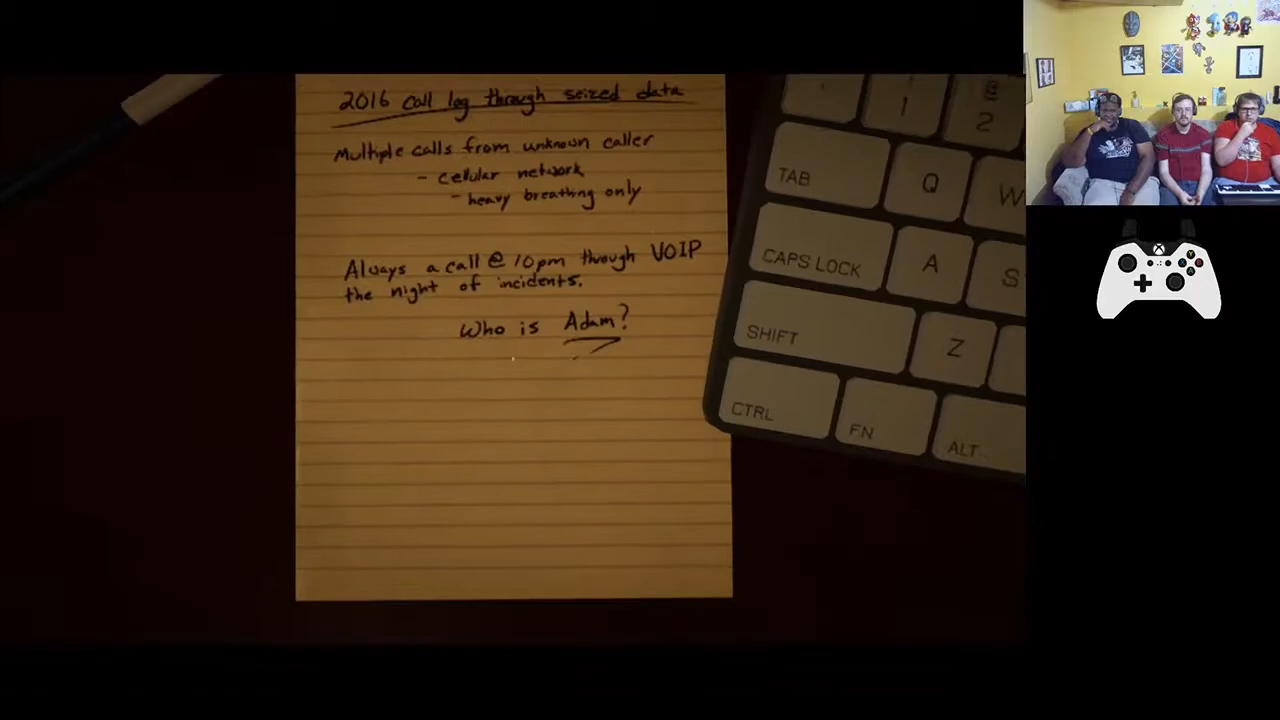 2016 call log through seized data
Multiple calls from unknown caller
- cellular network
- heavy breathing only
Always a call @ 10pm through VOIP
the night of incidents.
Who is Adam?
! 1 @ 2
TAB Q W
CAPS LOCK A S
SHIFT Z
CTRL FN ALT